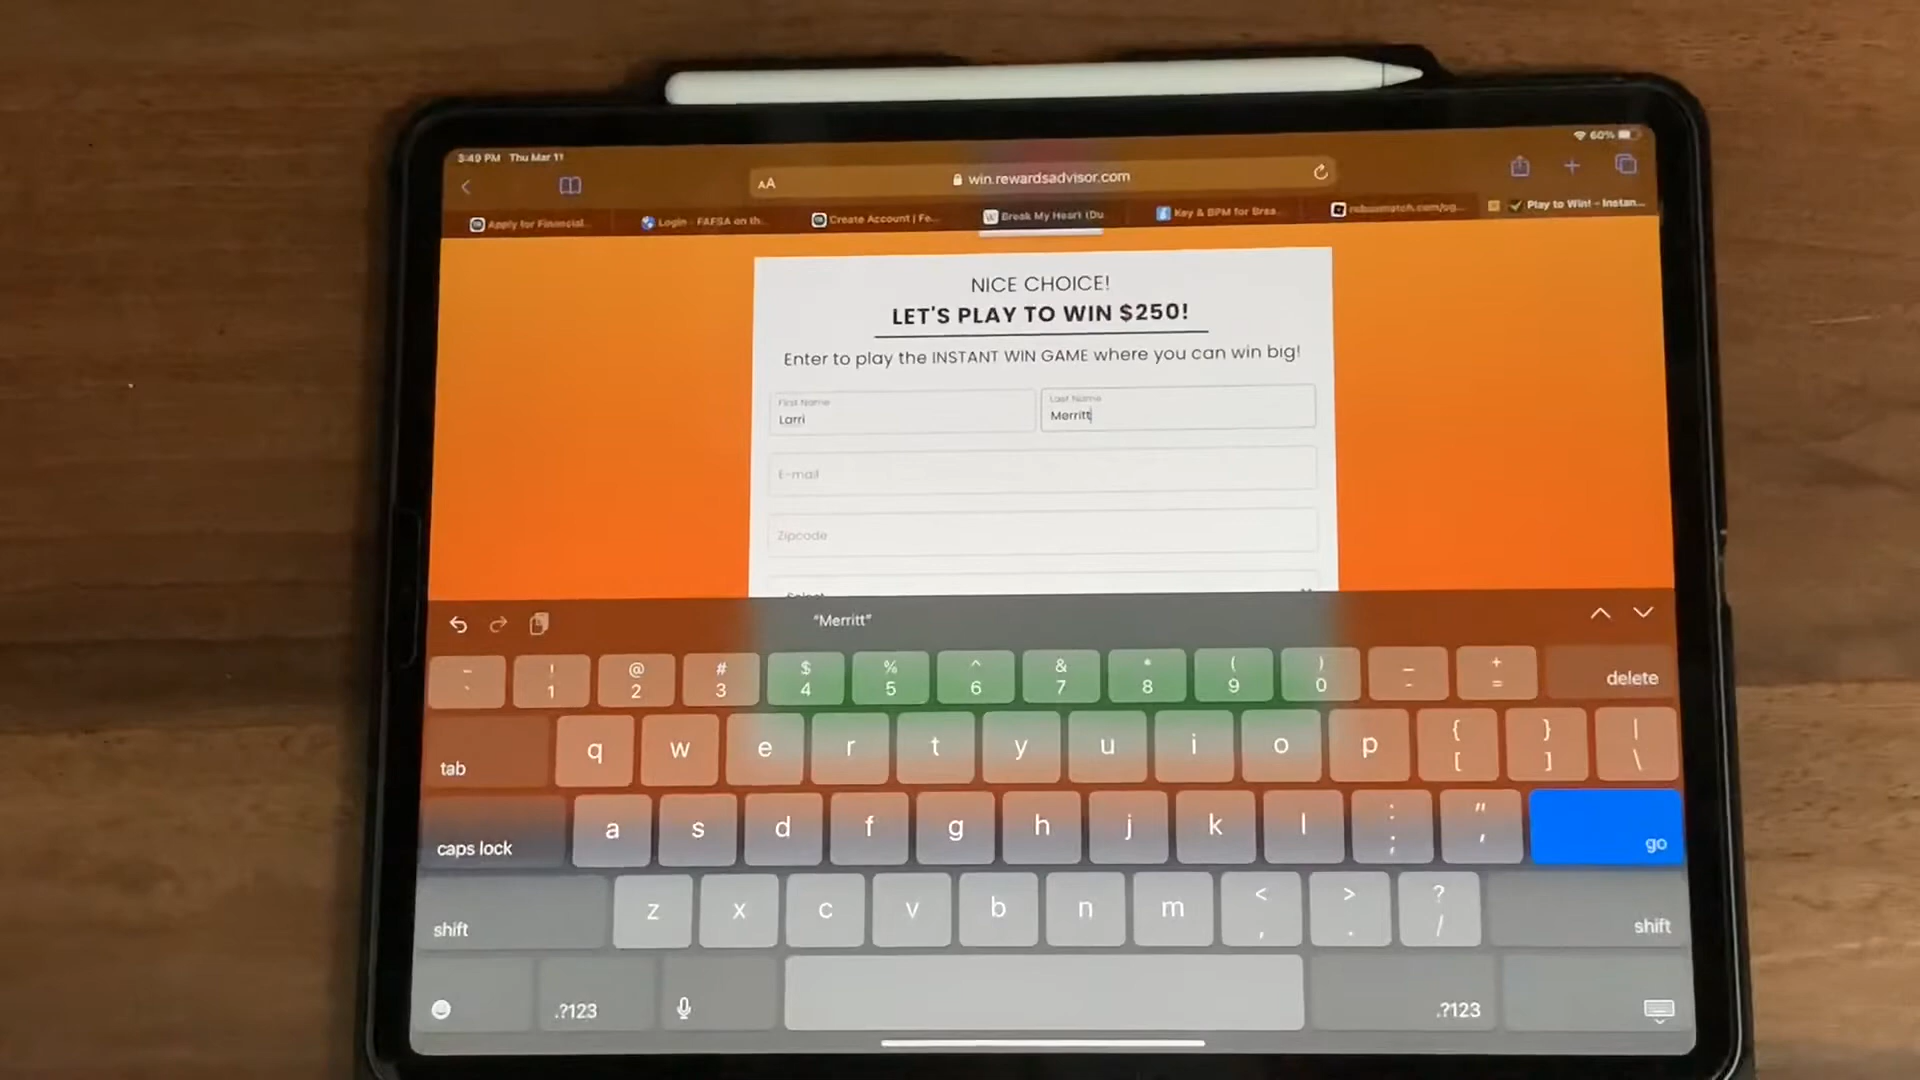 3:49 PM Thu Mar 11
60%
AA
win.rewardsadvisor.com
Apply for Financial...
Login - FAFSA on th...
Create Account | Fe...
Break My Heart (Du
Key & BPM for Brea...
Play to Win! - Instan...
NICE CHOICE!
LET'S PLAY TO WIN $250!
Enter to play the INSTANT WIN GAME where you can win big!
First Name
Larri
Last Name
Merritt
E-mail
Zipcode
Select
"Merritt"
~ ! @ # $ % ^ & * ( ) _ +
` 1 2 3 4 5 6 7 8 9 0 - = delete
tab q w e r t y u i o p { [ } ] | \
caps lock a s d f g h j k l : ; " ' go
shift z x c v b n m < , > . ? / shift
.?123 .?123